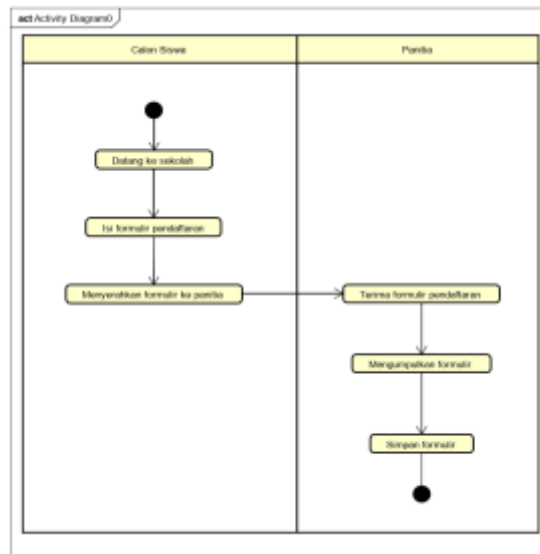 act Activity Diagram0
Calon Siswa
Panitia
Datang ke sekolah
Isi formulir pendaftaran
Menyerahkan formulir ke panitia
Terima formulir pendaftaran
Mengumpulkan formulir
Simpan formulir